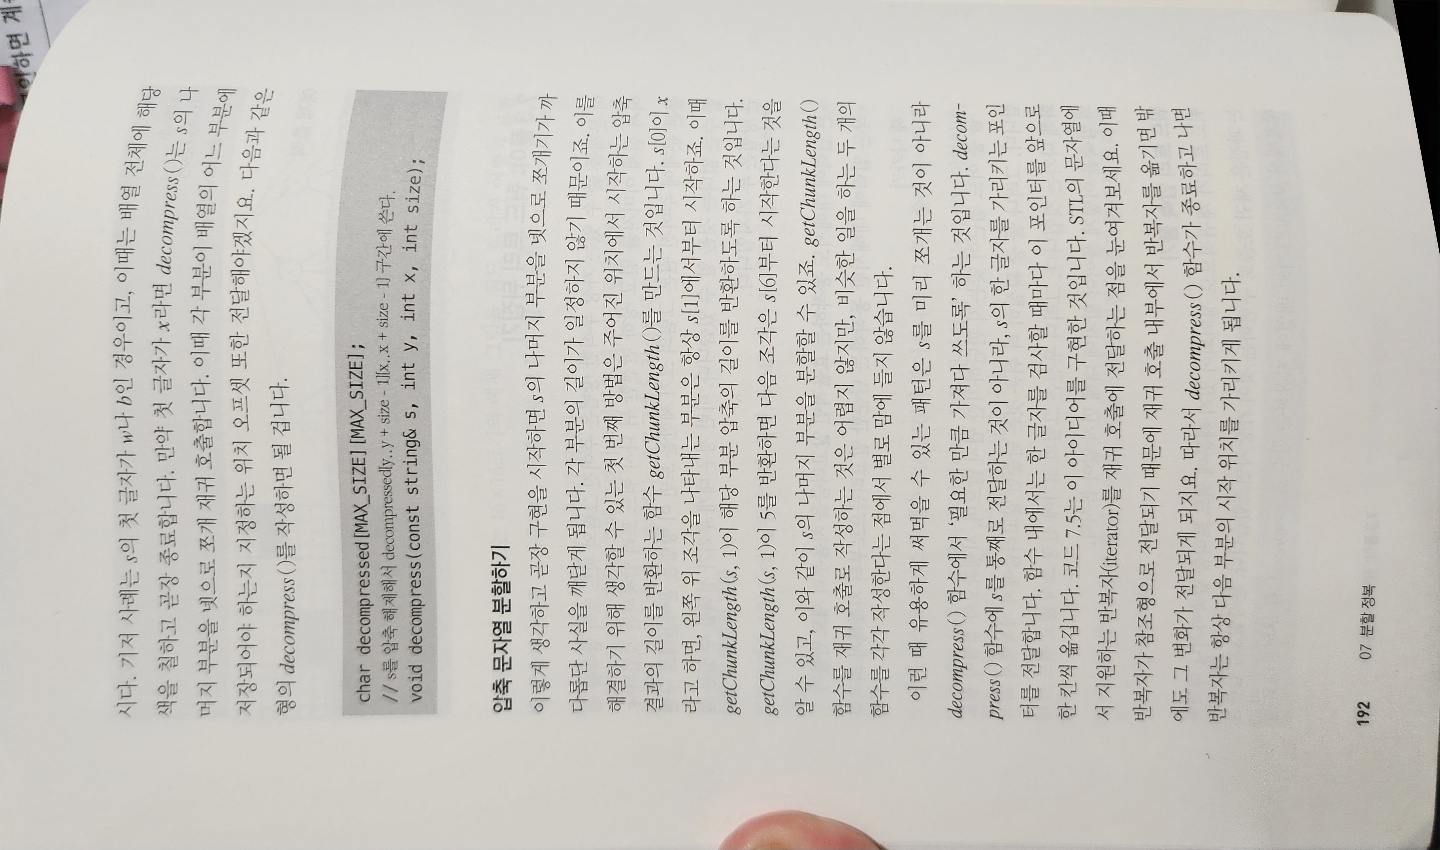 안하면 계
시다. 기저 사례는 s의 첫 글자가 w나 b인 경우이고, 이때는 배열 전체에 해당
색을 칠하고 곧장 종료합니다. 만약 첫 글자가 x라면 decompress()는 s의 나
머지 부분을 넷으로 쪼개 재귀 호출합니다. 이때 각 부분이 배열의 어느 부분에
저장되어야 하는지 지정하는 위치 오프셋 또한 전달해야겠지요. 다음과 같은
형의 decompress()를 작성하면 될 겁니다.
char decompressed[MAX_SIZE][MAX_SIZE];
// s를 압축 해제해서 decompressed[y..y + size - 1][x..x + size - 1] 구간에 쓴다.
void decompress(const string& s, int y, int x, int size);
압축 문자열 분할하기
이렇게 생각하고 곧장 구현을 시작하면 s의 나머지 부분을 넷으로 쪼개기가 까
다롭단 사실을 깨닫게 됩니다. 각 부분의 길이가 일정하지 않기 때문이죠. 이를
해결하기 위해 생각할 수 있는 첫 번째 방법은 주어진 위치에서 시작하는 압축
결과의 길이를 반환하는 함수 getChunkLength()를 만드는 것입니다. s[0]이 x
라고 하면, 왼쪽 위 조각을 나타내는 부분은 항상 s[1]에서부터 시작하죠. 이때
getChunkLength(s, 1)이 해당 부분 압축의 길이를 반환하도록 하는 것입니다.
getChunkLength(s, 1)이 5를 반환하면 다음 조각은 s[6]부터 시작한다는 것을
알 수 있고, 이와 같이 s의 나머지 부분을 분할할 수 있죠. getChunkLength()
함수를 재귀 호출로 작성하는 것은 어렵지 않지만, 비슷한 일을 하는 두 개의
함수를 각각 작성한다는 점에서 별로 맘에 들지 않습니다.
이런 때 유용하게 써먹을 수 있는 패턴은 s를 미리 쪼개는 것이 아니라
decompress() 함수에서 ‘필요한 만큼 가져다 쓰도록’ 하는 것입니다. decom-
press() 함수에 s를 통째로 전달하는 것이 아니라, s의 한 글자를 가리키는 포인
터를 전달합니다. 함수 내에서는 한 글자를 검사할 때마다 이 포인터를 앞으로
한 칸씩 옮깁니다. 코드 7.5는 이 아이디어를 구현한 것입니다. STL의 문자열에
서 지원하는 반복자(iterator)를 재귀 호출에 전달하는 점을 눈여겨보세요. 이때
반복자가 참조형으로 전달되기 때문에 재귀 호출 내부에서 반복자를 옮기면 밖
에도 그 변화가 전달되게 되지요. 따라서 decompress() 함수가 종료하고 나면
반복자는 항상 다음 부분의 시작 위치를 가리키게 됩니다.
192 07 분할 정복